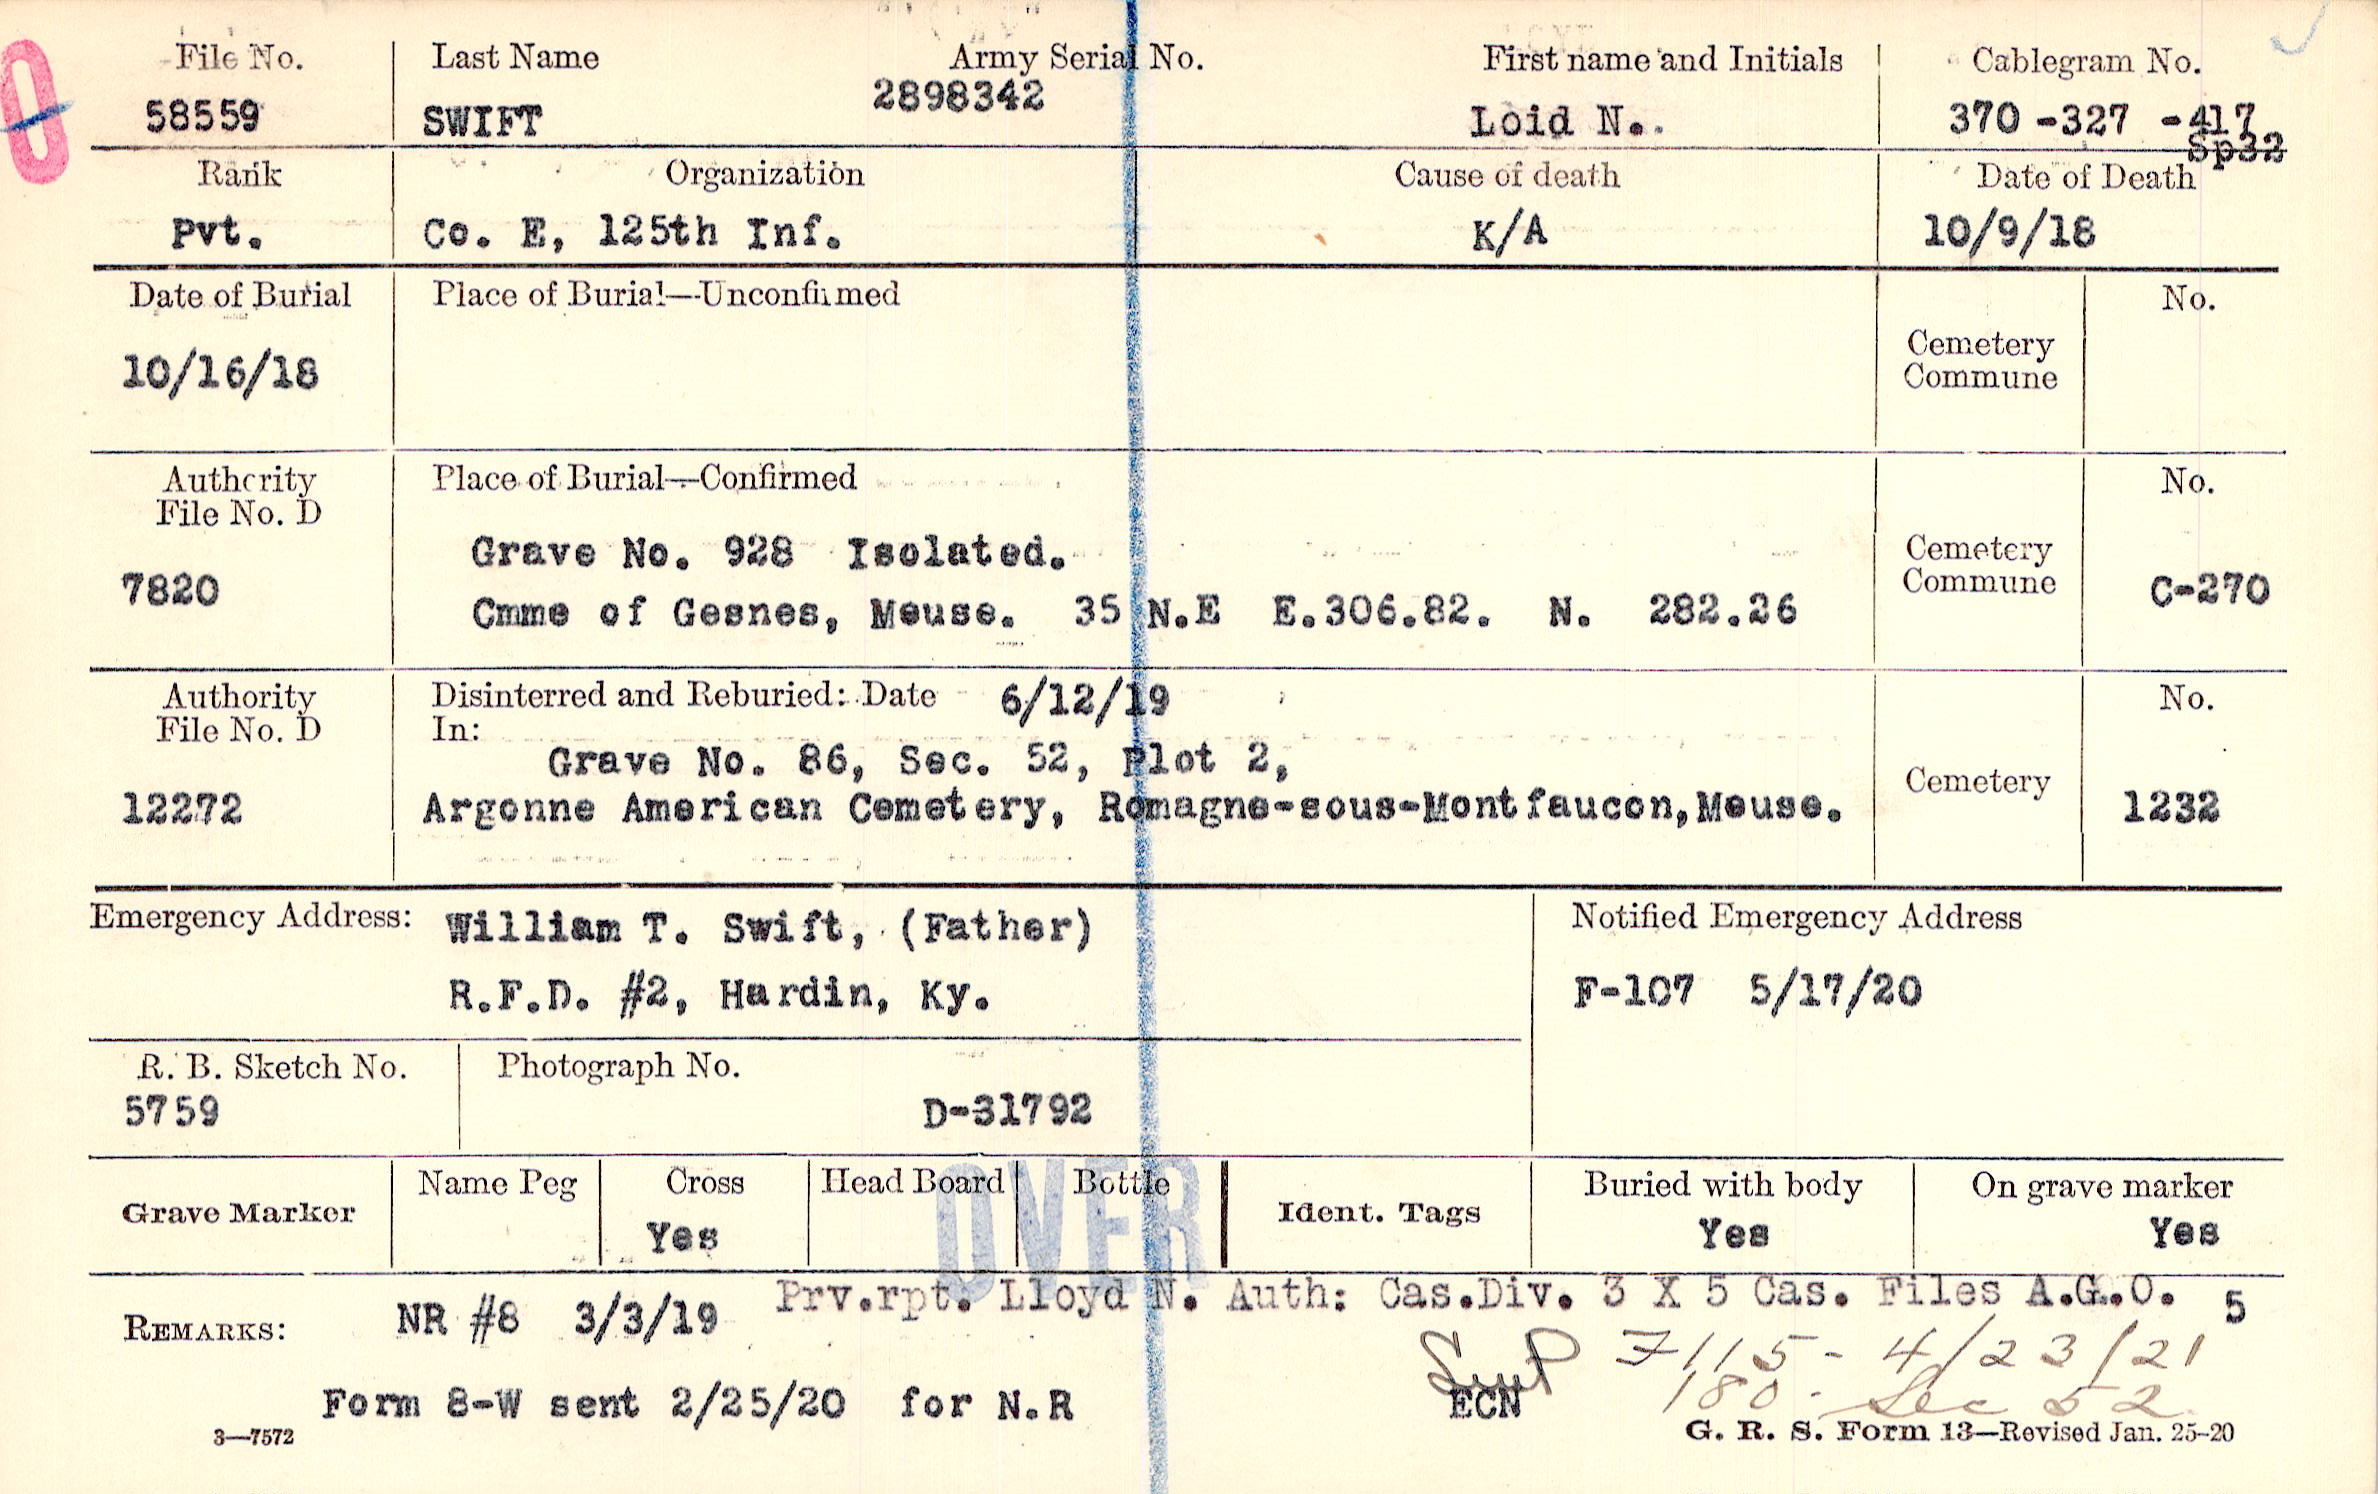 File No. Last Name Army Serial No. First name and Initials Cablegram No.
58559 SWIFT 2898342 Loid N. 370 -327 -417
Sp32
Rank Organization Cause of death Date of Death
Pvt. Co. E, 125th Inf. K/A 10/9/18
Date of Burial Place of Burial—Unconfirmed No.
10/16/18
Cemetery
Commune
Authority Place of Burial—Confirmed No.
File No. D
7820
Grave No. 928 Isolated.
Cmme of Gesnes, Meuse. 35 N.E E.306.82. N. 282.26
Cemetery
Commune
C-270
Authority Disinterred and Reburied: Date 6/12/19 No.
File No. D In:
Grave No. 86, Sec. 52, Plot 2,
12272 Argonne American Cemetery, Romagne-sous-Montfaucon,Meuse. Cemetery 1232
Emergency Address: William T. Swift, (Father)
R.F.D. #2, Hardin, Ky.
Notified Emergency Address
F-107 5/17/20
R. B. Sketch No. Photograph No.
5759 D-31792
Grave Marker Name Peg Cross Head Board Bottle Ident. Tags Buried with body On grave marker
Yes Yes Yes
OVER
REMARKS: NR #8 3/3/19 Prv.rpt. Lloyd N. Auth: Cas.Div. 3 X 5 Cas. Files A.G.O. 5
7115 - 4/23/21
Form 8-W sent 2/25/20 for N.R ECN 180 - Sec 52
3—7572 G. R. S. Form 13—Revised Jan. 25-20